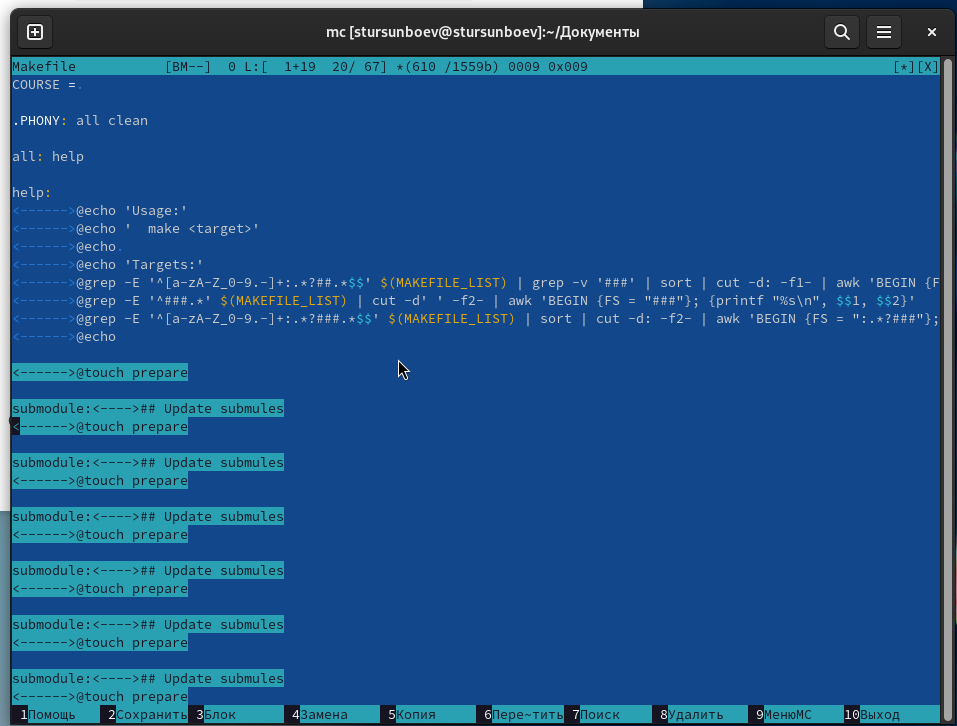 mc [stursunboev@stursunboev]:~/Документы
Makefile [BM--] 0 L:[ 1+19 20/ 67] *(610 /1559b) 0009 0x009 [*][X]
COURSE =.
.PHONY: all clean
all: help
help:
<------>@echo 'Usage:'
<------>@echo '  make <target>'
<------>@echo.
<------>@echo 'Targets:'
<------>@grep -E '^[a-zA-Z_0-9.-]+:.*?##.*$$' $(MAKEFILE_LIST) | grep -v '###' | sort | cut -d: -f1- | awk 'BEGIN {F
<------>@grep -E '^###.*' $(MAKEFILE_LIST) | cut -d' ' -f2- | awk 'BEGIN {FS = "###"}; {printf "%s\n", $$1, $$2}'
<------>@grep -E '^[a-zA-Z_0-9.-]+:.*?###.*$$' $(MAKEFILE_LIST) | sort | cut -d: -f2- | awk 'BEGIN {FS = ":.*?###"};
<------>@echo
<------>@touch prepare
submodule:<---->## Update submules
<------>@touch prepare
submodule:<---->## Update submules
<------>@touch prepare
submodule:<---->## Update submules
<------>@touch prepare
submodule:<---->## Update submules
<------>@touch prepare
submodule:<---->## Update submules
<------>@touch prepare
submodule:<---->## Update submules
<------>@touch prepare
1Помощь 2Сохранить 3Блок 4Замена 5Копия 6Пере~тить 7Поиск 8Удалить 9МенюMC 10Выход